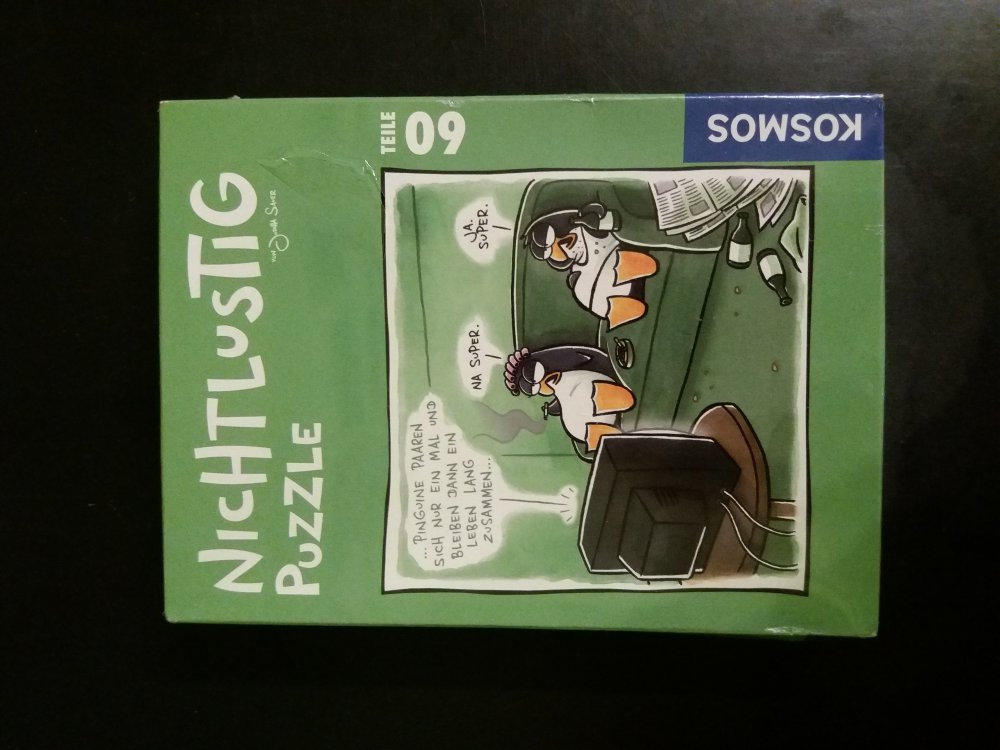 NICHTLUSTIG
VON Joscha Sauer
PUZZLE
60
TEILE
KOSMOS
...PINGUINE PAAREN
SICH NUR EIN MAL UND
BLEIBEN DANN EIN
LEBEN LANG
ZUSAMMEN...
NA SUPER.
JA.
SUPER.